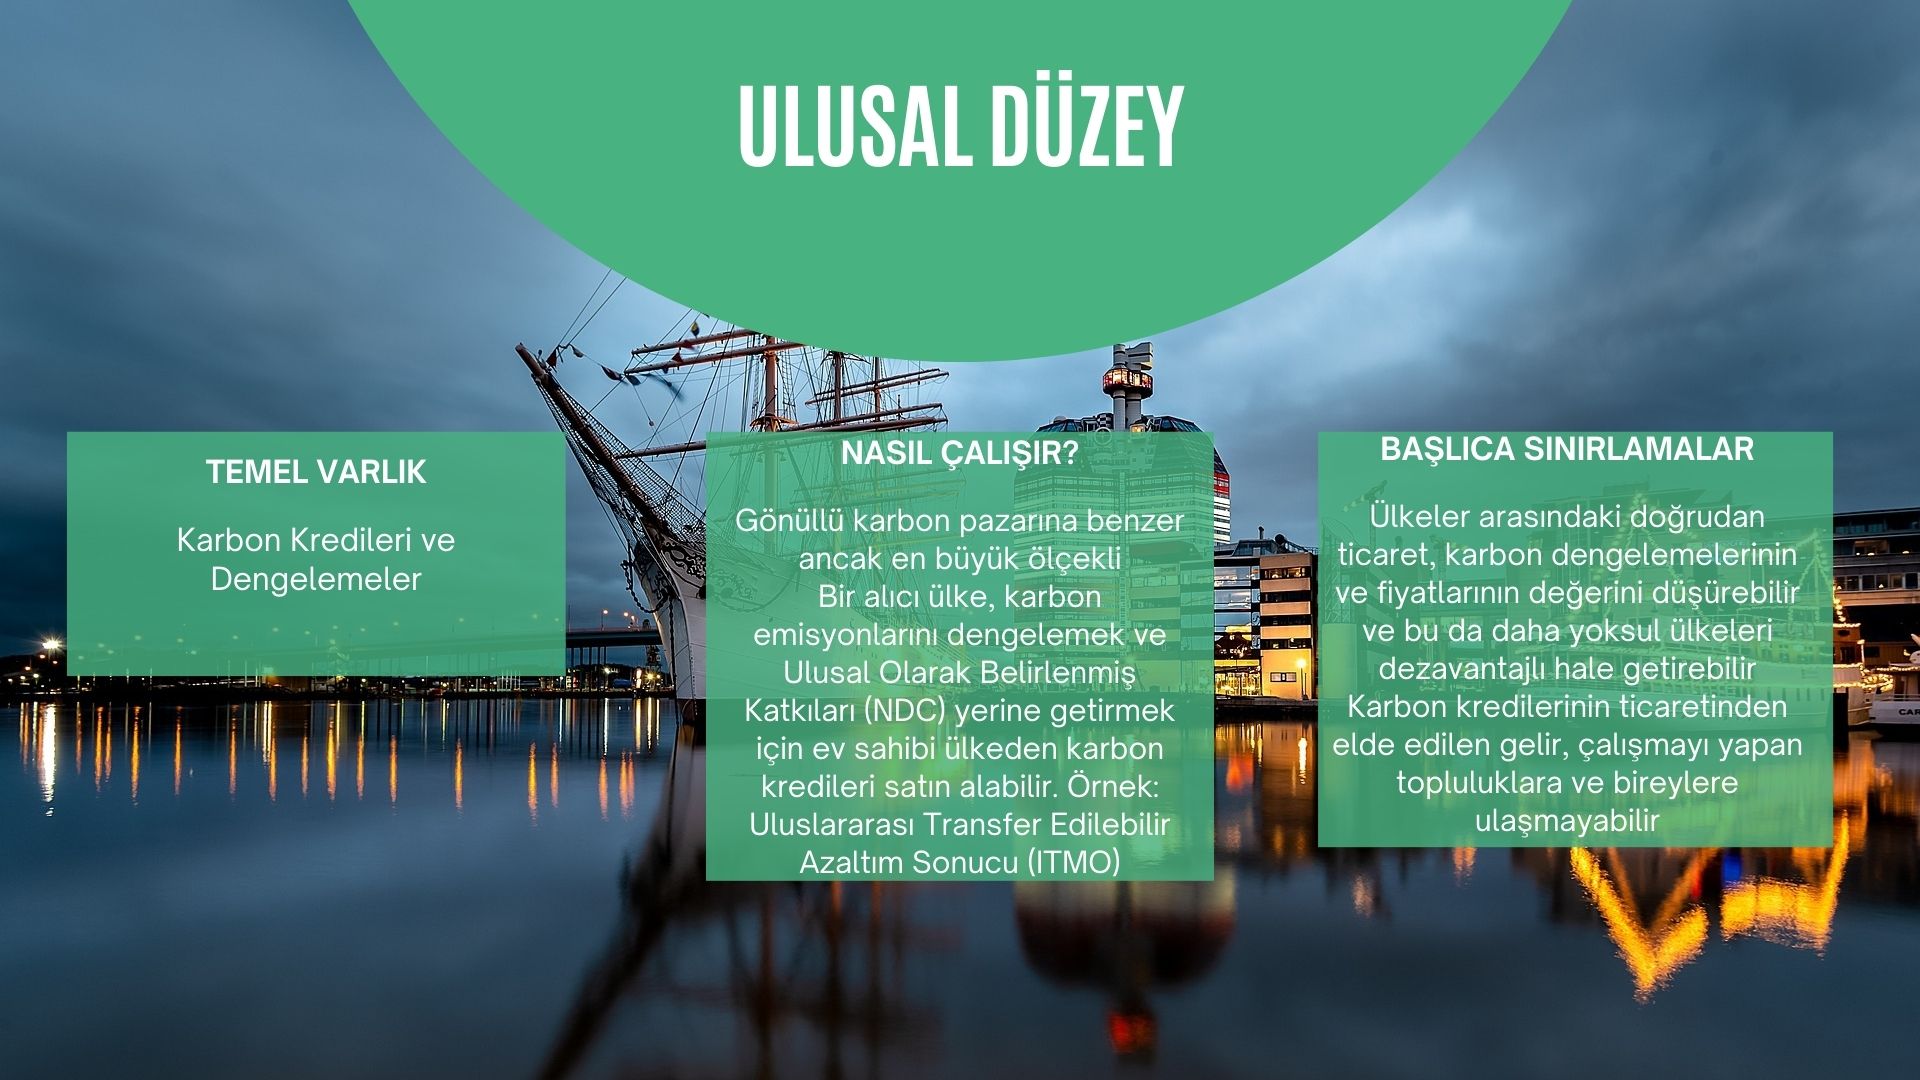 ULUSAL DÜZEY
TEMEL VARLIK
Karbon Kredileri ve
Dengelemeler
NASIL ÇALIŞIR?
Gönüllü karbon pazarına benzer
ancak en büyük ölçekli
Bir alıcı ülke, karbon
emisyonlarını dengelemek ve
Ulusal Olarak Belirlenmiş
Katkıları (NDC) yerine getirmek
için ev sahibi ülkeden karbon
kredileri satın alabilir. Örnek:
Uluslararası Transfer Edilebilir
Azaltım Sonucu (ITMO)
BAŞLICA SINIRLAMALAR
Ülkeler arasındaki doğrudan
ticaret, karbon dengelemelerinin
ve fiyatlarının değerini düşürebilir
ve bu da daha yoksul ülkeleri
dezavantajlı hale getirebilir
Karbon kredilerinin ticaretinden
elde edilen gelir, çalışmayı yapan
topluluklara ve bireylere
ulaşmayabilir